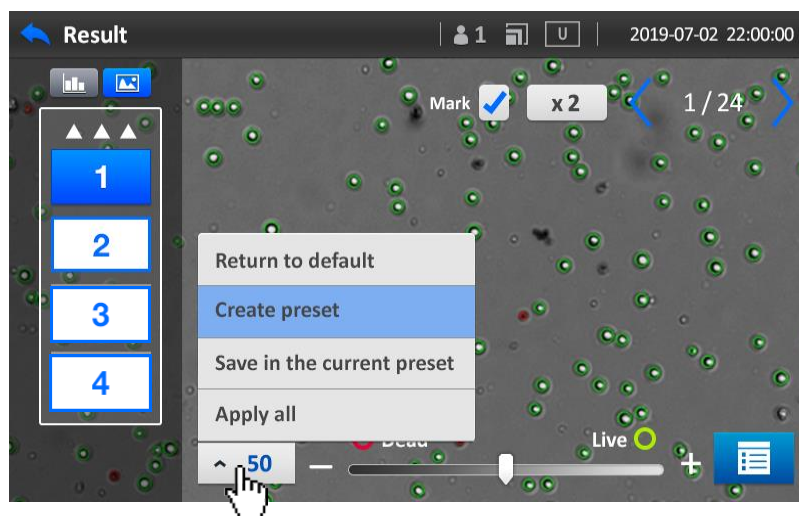 Result
1
U
2019-07-02 22:00:00
Mark
x 2
1 / 24
1
2
3
4
Return to default
Create preset
Save in the current preset
Apply all
Dead
Live
50